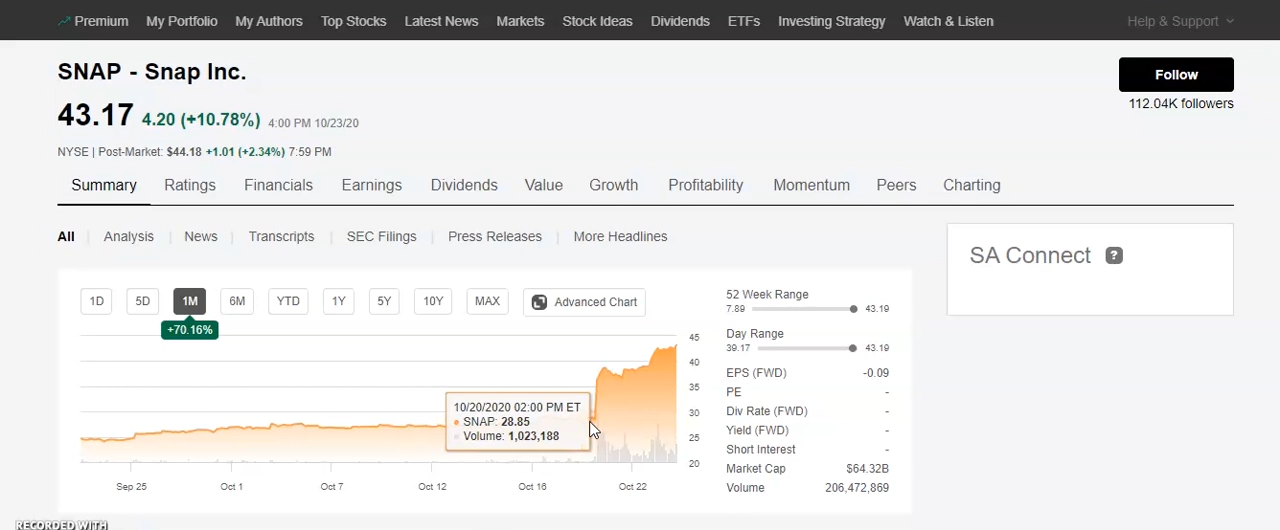 Premium My Portfolio My Authors Top Stocks Latest News Markets Stock Ideas Dividends ETFs Investing Strategy Watch & Listen Help & Support
SNAP - Snap Inc.
Follow
43.17 4.20 (+10.78%) 4:00 PM 10/23/20
112.04K followers
NYSE | Post-Market: $44.18 +1.01 (+2.34%) 7:59 PM
Summary Ratings Financials Earnings Dividends Value Growth Profitability Momentum Peers Charting
All | Analysis | News | Transcripts | SEC Filings | Press Releases | More Headlines
SA Connect ?
1D 5D 1M 6M YTD 1Y 5Y 10Y MAX Advanced Chart
+70.16%
45
40
35
30
25
20
10/20/2020 02:00 PM ET
SNAP: 28.85
Volume: 1,023,188
Sep 25 Oct 1 Oct 7 Oct 12 Oct 16 Oct 22
52 Week Range
7.89 43.19
Day Range
39.17 43.19
EPS (FWD) -0.09
PE -
Div Rate (FWD) -
Yield (FWD) -
Short Interest -
Market Cap $64.32B
Volume 206,472,869
RECORDED WITH